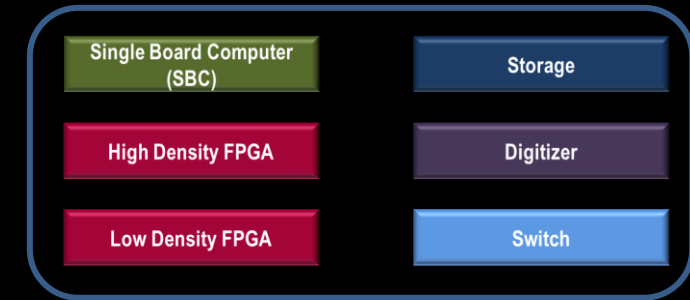 Single Board Computer
(SBC)
High Density FPGA
Low Density FPGA
Storage
Digitizer
Switch